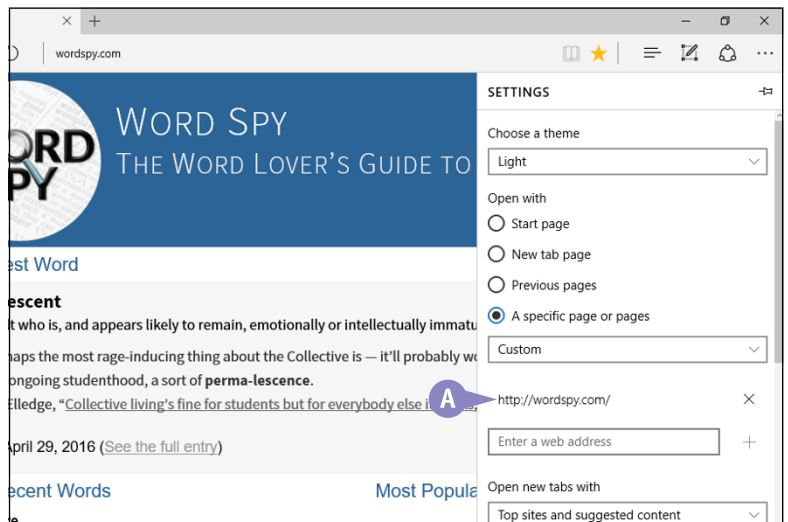 wordspy.com
ORD
PY
WORD SPY
THE WORD LOVER'S GUIDE TO
est Word
escent
t who is, and appears likely to remain, emotionally or intellectually immatu
haps the most rage-inducing thing about the Collective is — it'll probably
ongoing studenthood, a sort of perma-lescence.
Elledge, "Collective living's fine for students but for everybody else
April 29, 2016 (See the full entry)
ecent Words
Most Popula
SETTINGS
Choose a theme
Light
Open with
Start page
New tab page
Previous pages
A specific page or pages
Custom
A
http://wordspy.com/
Enter a web address
Open new tabs with
Top sites and suggested content